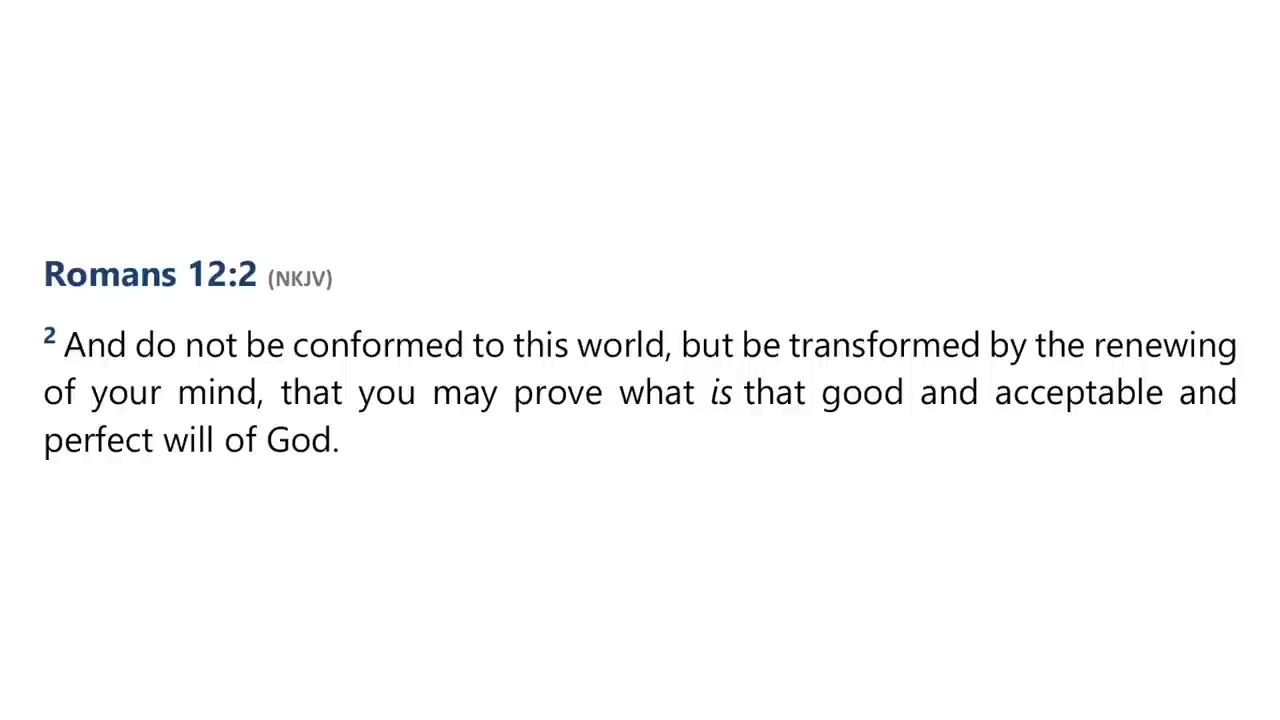 Romans 12:2 (NKJV)
2 And do not be conformed to this world, but be transformed by the renewing
of your mind, that you may prove what is that good and acceptable and
perfect will of God.